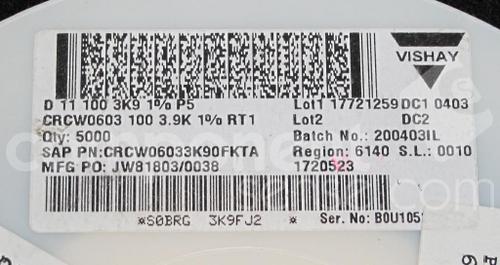 VISHAY
D 11 100 3K9 1% P5 Lot1 17721259 DC1 0403
CRCW0603 100 3.9K 1% RT1 Lot2 DC2
Qty: 5000 Batch No.: 200403IL
SAP PN:CRCW06033K90FKTA Region: 6140 S.L.: 0010
MFG PO: JW81803/0038 1720523
*S0BRG 3K9FJ2 * Ser. No: B0U105